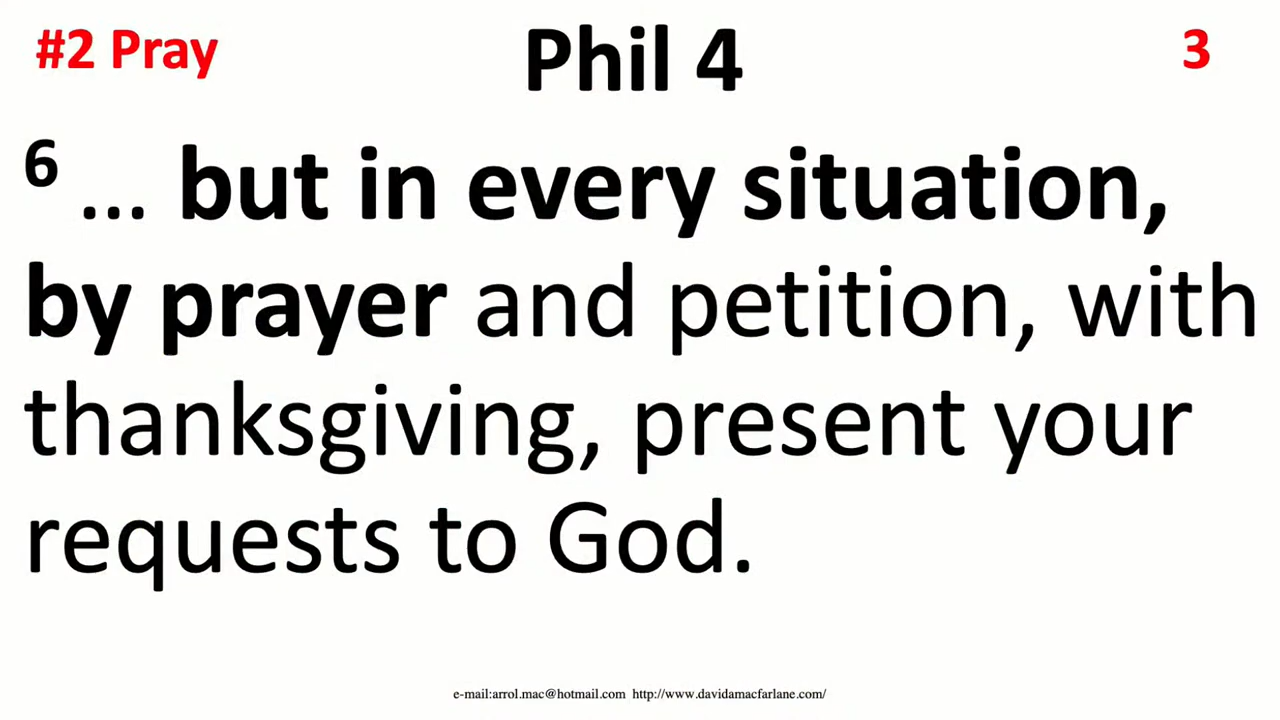 #2 Pray Phil 4 3
6 ... but in every situation,
by prayer and petition, with
thanksgiving, present your
requests to God.
e-mail:arrol.mac@hotmail.com http://www.davidamacfarlane.com/